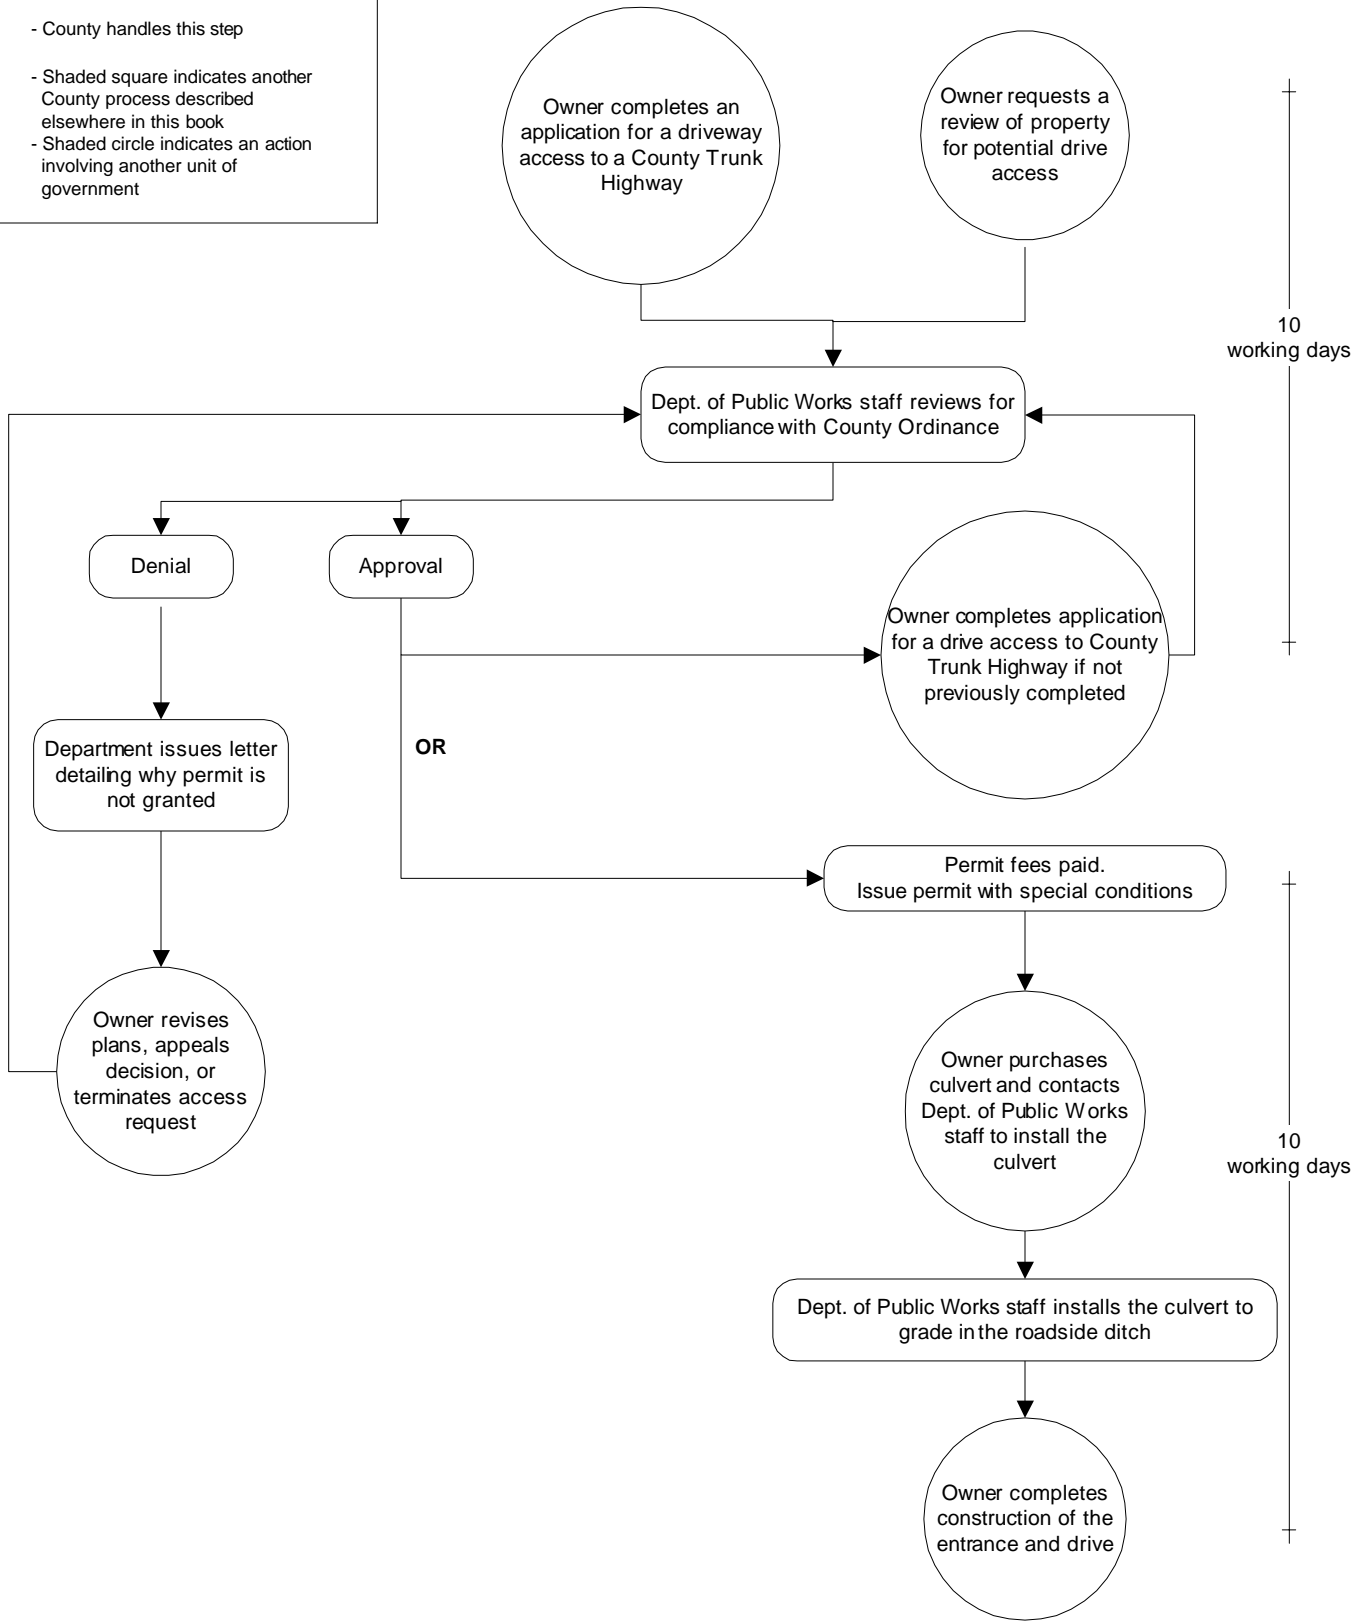 - County handles this step
- Shaded square indicates another
County process described
elsewhere in this book
- Shaded circle indicates an action
involving another unit of
government
Owner completes an
application for a driveway
access to a County Trunk
Highway
Owner requests a
review of property
for potential drive
access
10
working days
Dept. of Public Works staff reviews for
compliance with County Ordinance
Denial
Approval
Owner completes application
for a drive access to County
Trunk Highway if not
previously completed
Department issues letter
detailing why permit is
not granted
OR
Permit fees paid.
Issue permit with special conditions
Owner revises
plans, appeals
decision, or
terminates access
request
Owner purchases
culvert and contacts
Dept. of Public Works
staff to install the
culvert
10
working days
Dept. of Public Works staff installs the culvert to
grade in the roadside ditch
Owner completes
construction of the
entrance and drive